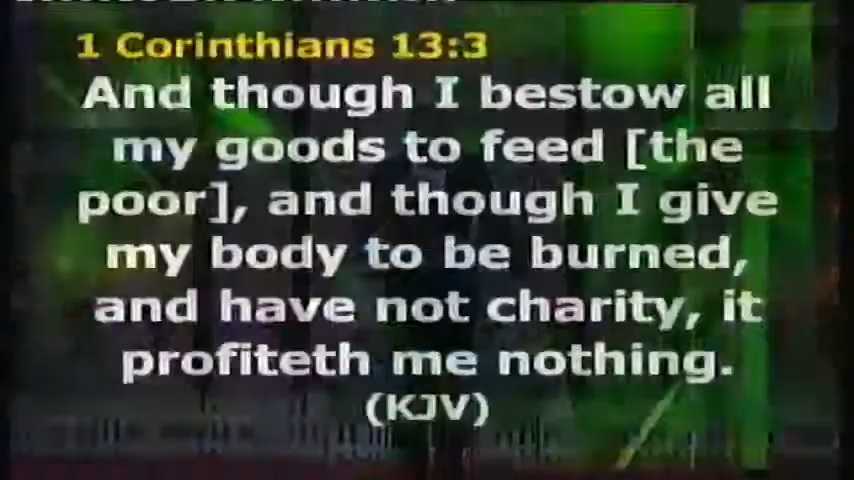 1 Corinthians 13:3
And though I bestow all
my goods to feed [the
poor], and though I give
my body to be burned,
and have not charity, it
profiteth me nothing.
(KJV)